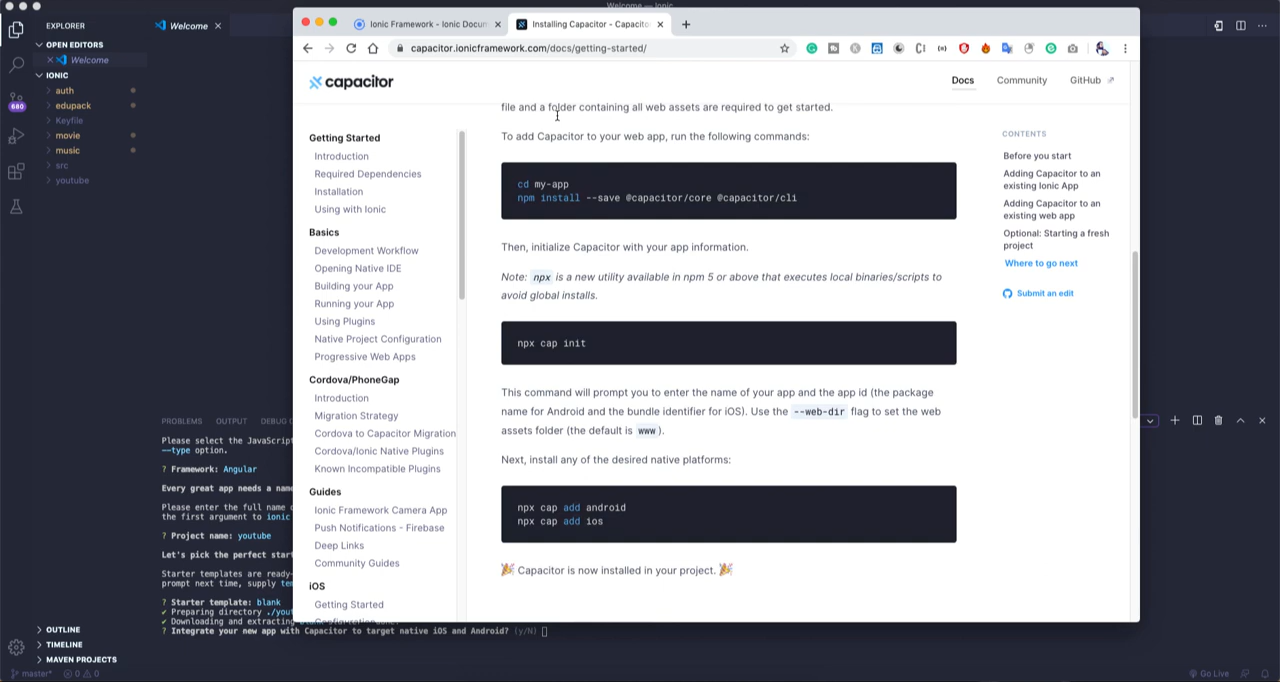 Welcome — Ionic
EXPLORER
Welcome
OPEN EDITORS
Welcome
IONIC
auth
edupack
Keyfile
movie
music
src
youtube
680
OUTLINE
TIMELINE
MAVEN PROJECTS
master*
0
0
Go Live
Ionic Framework - Ionic Docum
Installing Capacitor - Capacito
capacitor.ionicframework.com/docs/getting-started/
capacitor
Docs
Community
GitHub
Getting Started
Introduction
Required Dependencies
Installation
Using with Ionic
Basics
Development Workflow
Opening Native IDE
Building your App
Running your App
Using Plugins
Native Project Configuration
Progressive Web Apps
Cordova/PhoneGap
Introduction
Migration Strategy
Cordova to Capacitor Migration
Cordova/Ionic Native Plugins
Known Incompatible Plugins
Guides
Ionic Framework Camera App
Push Notifications - Firebase
Deep Links
Community Guides
iOS
Getting Started
file and a folder containing all web assets are required to get started.
To add Capacitor to your web app, run the following commands:
cd my-app
npm install --save @capacitor/core @capacitor/cli
Then, initialize Capacitor with your app information.
Note: npx is a new utility available in npm 5 or above that executes local binaries/scripts to
avoid global installs.
npx cap init
This command will prompt you to enter the name of your app and the app id (the package
name for Android and the bundle identifier for iOS). Use the --web-dir flag to set the web
assets folder (the default is www ).
Next, install any of the desired native platforms:
npx cap add android
npx cap add ios
🎉 Capacitor is now installed in your project. 🎉
CONTENTS
Before you start
Adding Capacitor to an
existing Ionic App
Adding Capacitor to an
existing web app
Optional: Starting a fresh
project
Where to go next
Submit an edit
PROBLEMS
OUTPUT
DEBUG C
Please select the JavaScript
--type option.
? Framework: Angular
Every great app needs a name
Please enter the full name o
the first argument to ionic
? Project name: youtube
Let's pick the perfect start
Starter templates are ready-
prompt next time, supply tem
? Starter template: blank
✔ Preparing directory ./yout
✔ Downloading and extracting
? Integrate your new app with Capacitor to target native iOS and Android? (y/N)